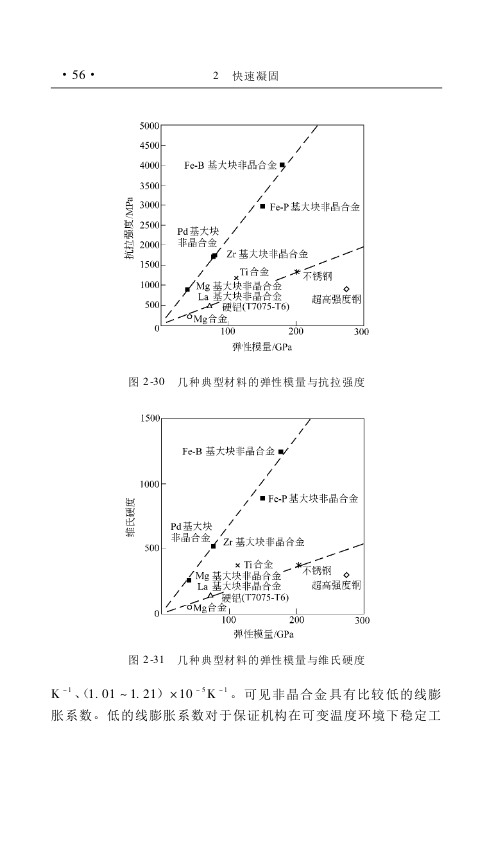 ·56·
2 快速凝固
5000
4500
4000
3500
3000
2500
2000
1500
1000
500
0
100
200
300
抗拉强度/MPa
Fe-B 基大块非晶合金
Fe-P 基大块非晶合金
Pd 基大块
非晶合金
Zr 基大块非晶合金
Ti合金
不锈钢
Mg 基大块非晶合金
La 基大块非晶合金
超高强度钢
硬铝(T7075-T6)
Mg合金
弹性模量/GPa
图 2-30 几种典型材料的弹性模量与抗拉强度
1500
1000
500
0
100
200
300
维氏硬度
Fe-B 基大块非晶合金
Fe-P 基大块非晶合金
Pd 基大块
非晶合金
Zr 基大块非晶合金
Ti 合金
不锈钢
Mg 基大块非晶合金
La 基大块非晶合金
超高强度钢
硬铝(T7075-T6)
Mg合金
弹性模量/GPa
图 2-31 几种典型材料的弹性模量与维氏硬度
K⁻¹、(1.01~1.21)×10⁻⁵K⁻¹。可见非晶合金具有比较低的线膨
胀系数。低的线膨胀系数对于保证机构在可变温度环境下稳定工